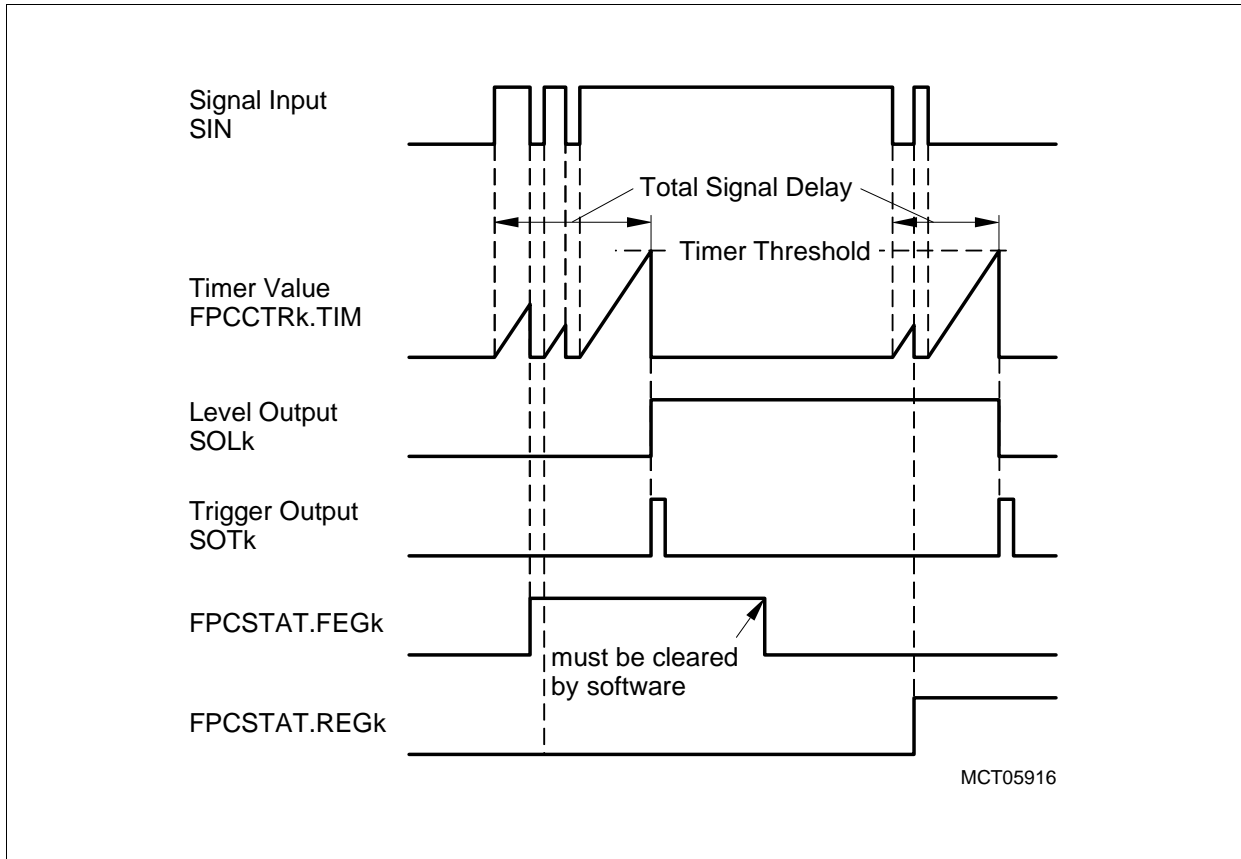 Signal Input
SIN
Total Signal Delay
Timer Threshold
Timer Value
FPCCTRk.TIM
Level Output
SOLk
Trigger Output
SOTk
FPCSTAT.FEGk
must be cleared
by software
FPCSTAT.REGk
MCT05916